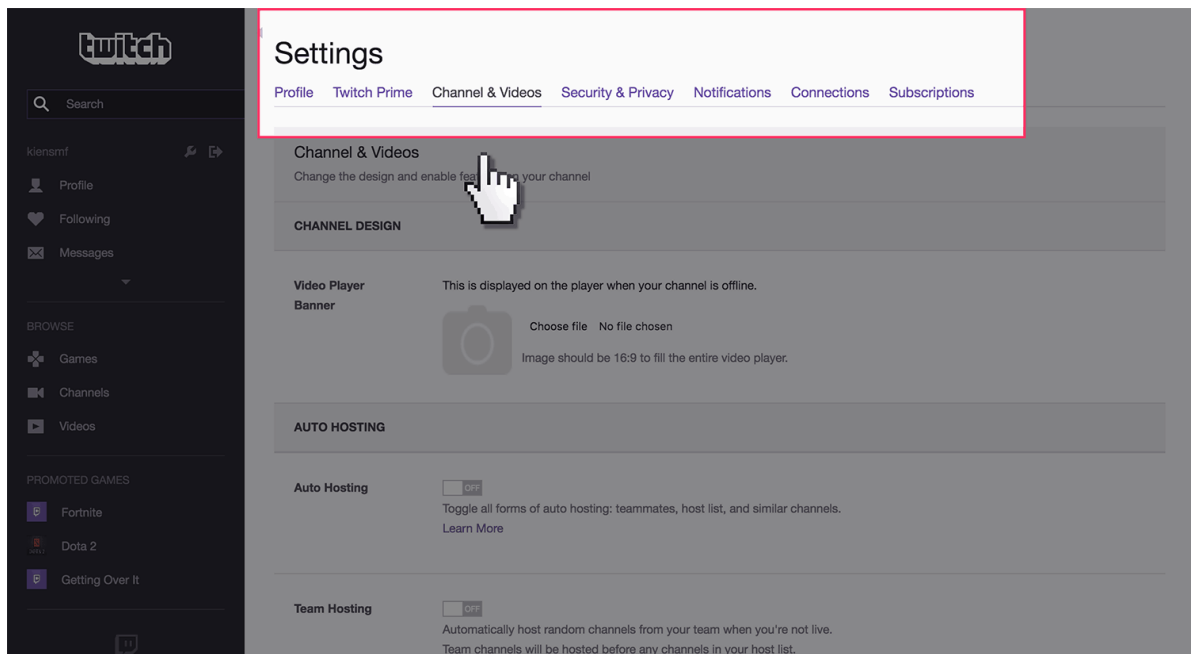 twitch
Search
kiensmf
Profile
Following
Messages
BROWSE
Games
Channels
Videos
PROMOTED GAMES
Fortnite
Dota 2
Getting Over It
Settings
Profile Twitch Prime Channel & Videos Security & Privacy Notifications Connections Subscriptions
Channel & Videos
Change the design and enable your channel
CHANNEL DESIGN
Video Player
Banner
This is displayed on the player when your channel is offline.
Choose file No file chosen
Image should be 16:9 to fill the entire video player.
AUTO HOSTING
Auto Hosting
OFF
Toggle all forms of auto hosting: teammates, host list, and similar channels.
Learn More
Team Hosting
OFF
Automatically host random channels from your team when you're not live.
Team channels will be hosted before any channels in your host list.